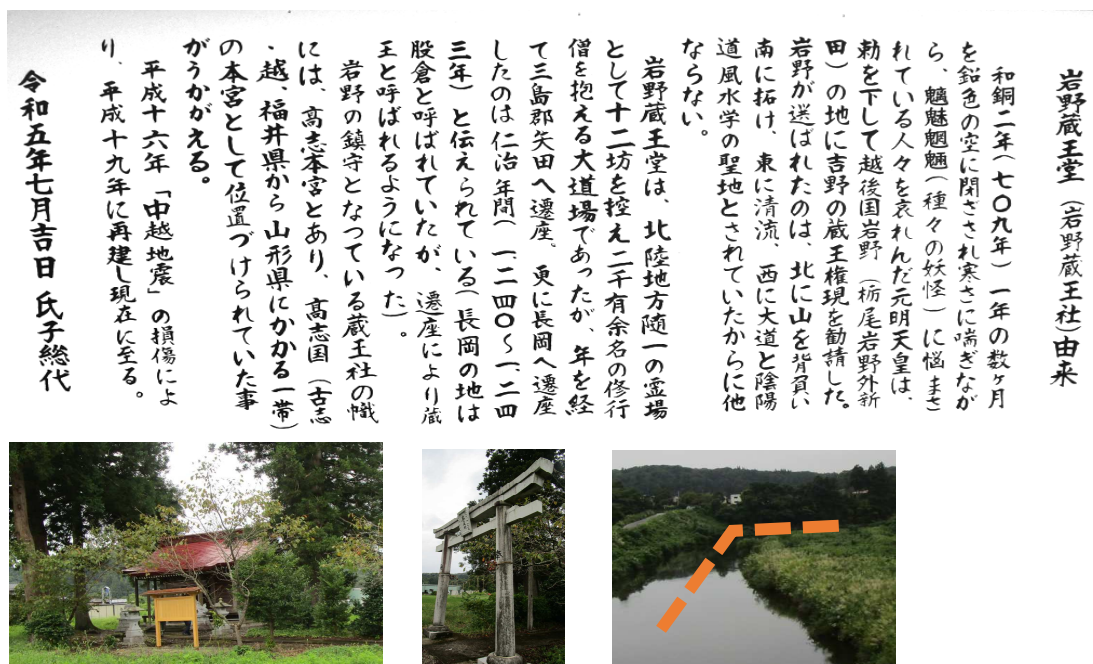 岩野蔵王堂（岩野蔵王社）由来
和銅二年（七〇九年）一年の数ヶ月
を鉛色の空に閉ざされ寒さに喘ぎなが
ら、魑魅魍魎（種々の妖怪）に悩まさ
れている人々を哀れんだ元明天皇は、
勅を下して越後国岩野（栃尾岩野外新
田）の地に吉野の蔵王権現を勧請した。
岩野が選ばれたのは、北に山を背負い
南に拓け、東に清流、西に大道と陰陽
道風水学の聖地とされていたからに他
ならない。
岩野蔵王堂は、北陸地方随一の霊場
として十二坊を控え二千有余名の修行
僧を抱える大道場であったが、年を経
て三島郡矢田へ遷座。更に長岡へ遷座
したのは仁治年間（一、二四〇～一、二四
三年）と伝えられている（長岡の地は
股倉と呼ばれていたが、遷座により蔵
王と呼ばれるようになった）。
岩野の鎮守となっている蔵王社の幟
には、高志本宮とあり、高志国（古志
・越、福井県から山形県にかかる一帯）
の本宮として位置づけられていた事
がうかがえる。
平成十六年「中越地震」の損傷によ
り、平成十九年に再建し現在に至る。
令和五年七月吉日 氏子総代